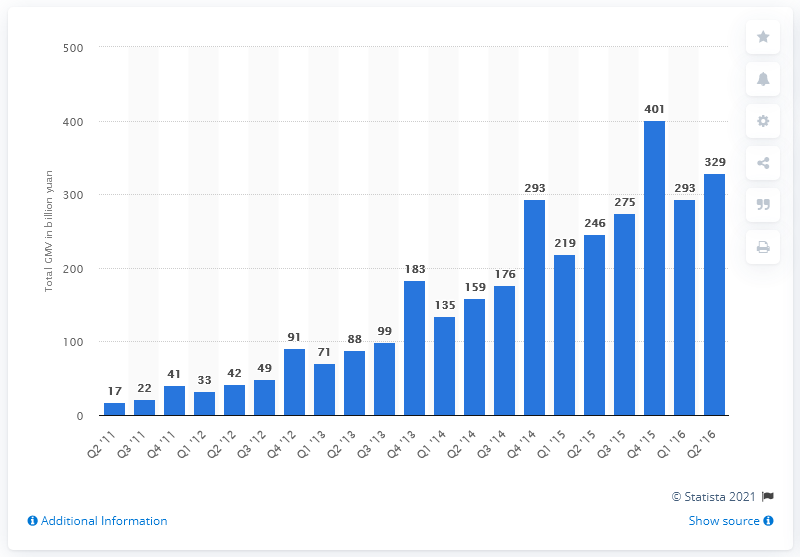 Total GMV in billion yuan
500
400
300
200
100
0
17
22
41
33
42
49
91
71
88
99
183
135
159
176
293
219
246
275
401
293
329
Q2 '11
Q3 '11
Q4 '11
Q1 '12
Q2 '12
Q3 '12
Q4 '12
Q1 '13
Q2 '13
Q3 '13
Q4 '13
Q1 '14
Q2 '14
Q3 '14
Q4 '14
Q1 '15
Q2 '15
Q3 '15
Q4 '15
Q1 '16
Q2 '16
© Statista 2021
Additional Information
Show source